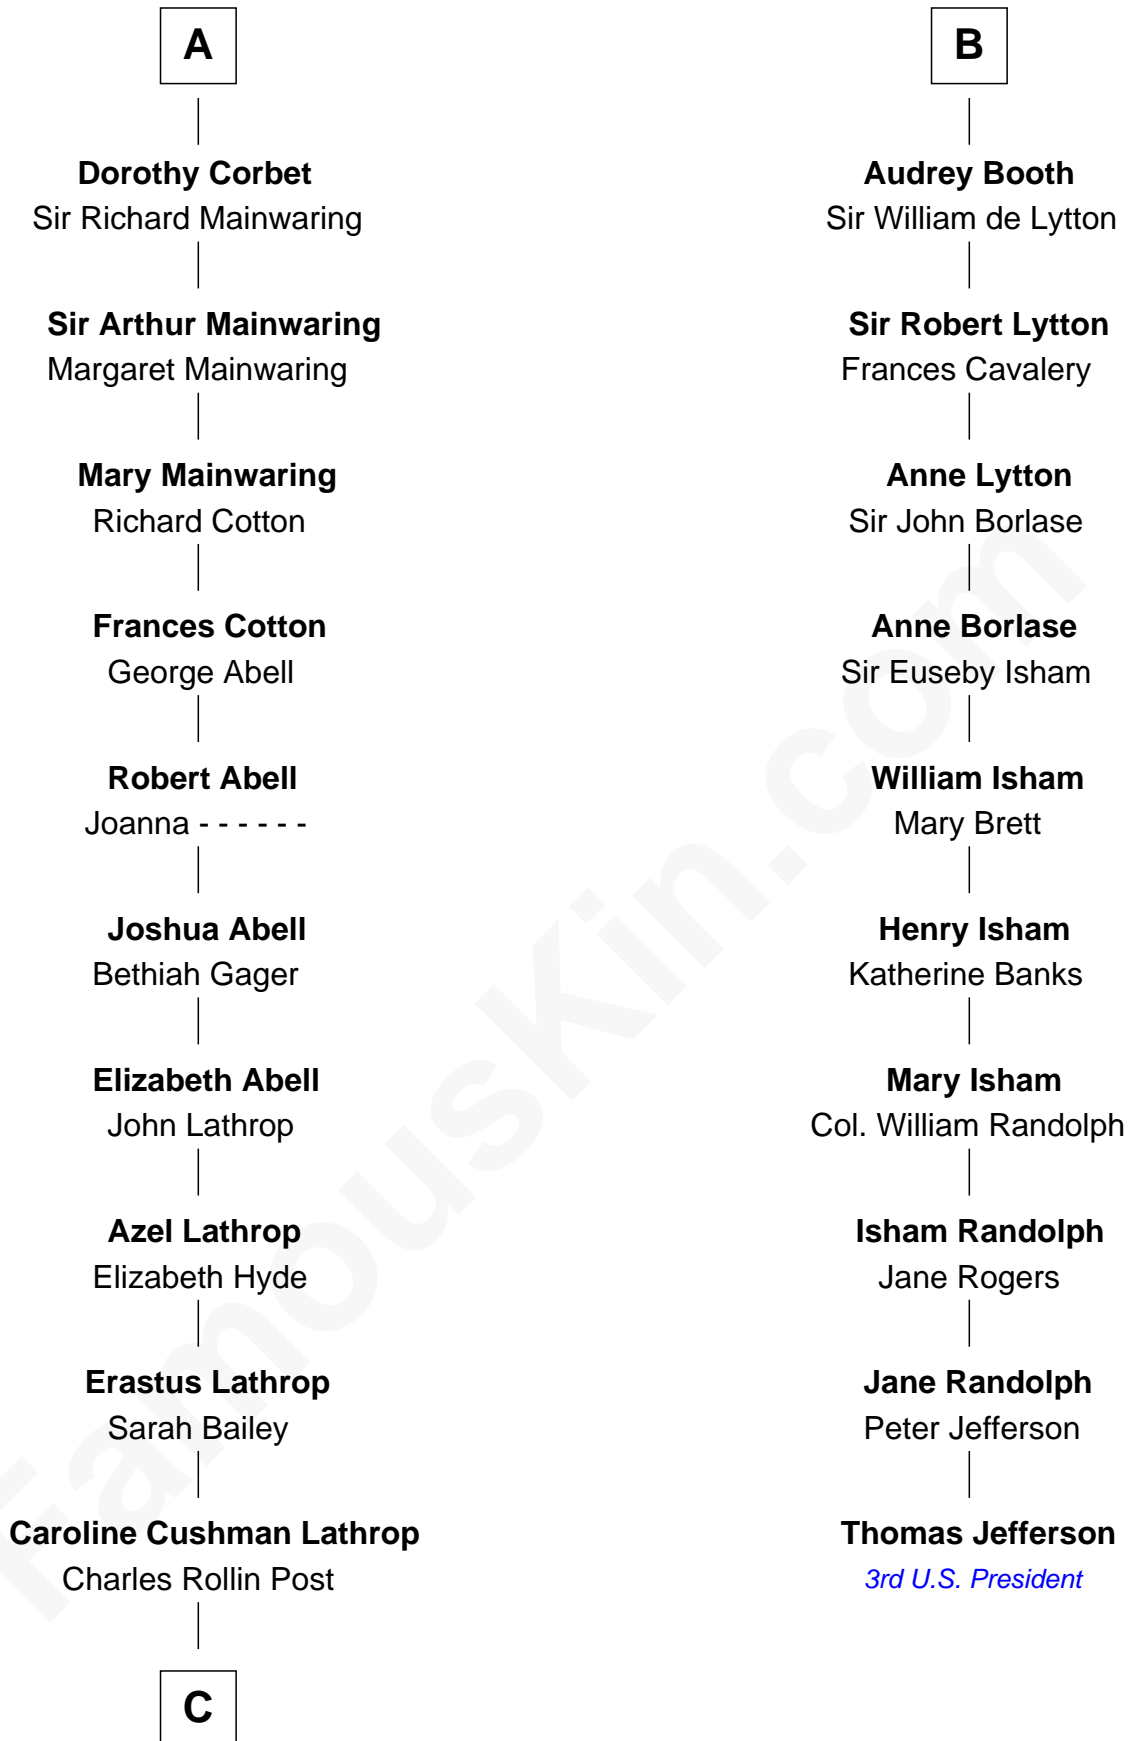 A
Dorothy Corbet
Sir Richard Mainwaring
Sir Arthur Mainwaring
Margaret Mainwaring
Mary Mainwaring
Richard Cotton
Frances Cotton
George Abell
Robert Abell
Joanna - - - - - -
Joshua Abell
Bethiah Gager
Elizabeth Abell
John Lathrop
Azel Lathrop
Elizabeth Hyde
Erastus Lathrop
Sarah Bailey
Caroline Cushman Lathrop
Charles Rollin Post
C
B
Audrey Booth
Sir William de Lytton
Sir Robert Lytton
Frances Cavalery
Anne Lytton
Sir John Borlase
Anne Borlase
Sir Euseby Isham
William Isham
Mary Brett
Henry Isham
Katherine Banks
Mary Isham
Col. William Randolph
Isham Randolph
Jane Rogers
Jane Randolph
Peter Jefferson
Thomas Jefferson
3rd U.S. President
FamousKin.com